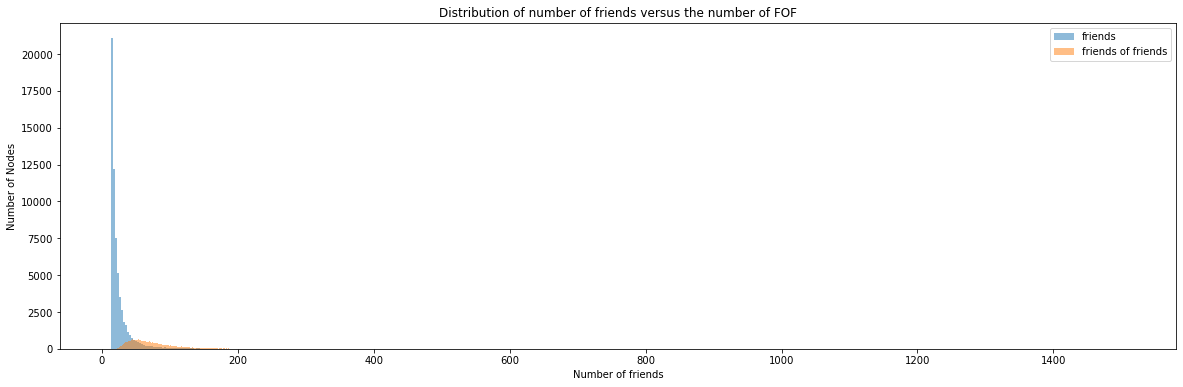 Distribution of number of friends versus the number of FOF
friends
friends of friends
20000
17500
15000
12500
10000
7500
5000
2500
0
Number of Nodes
0 200 400 600 800 1000 1200 1400
Number of friends